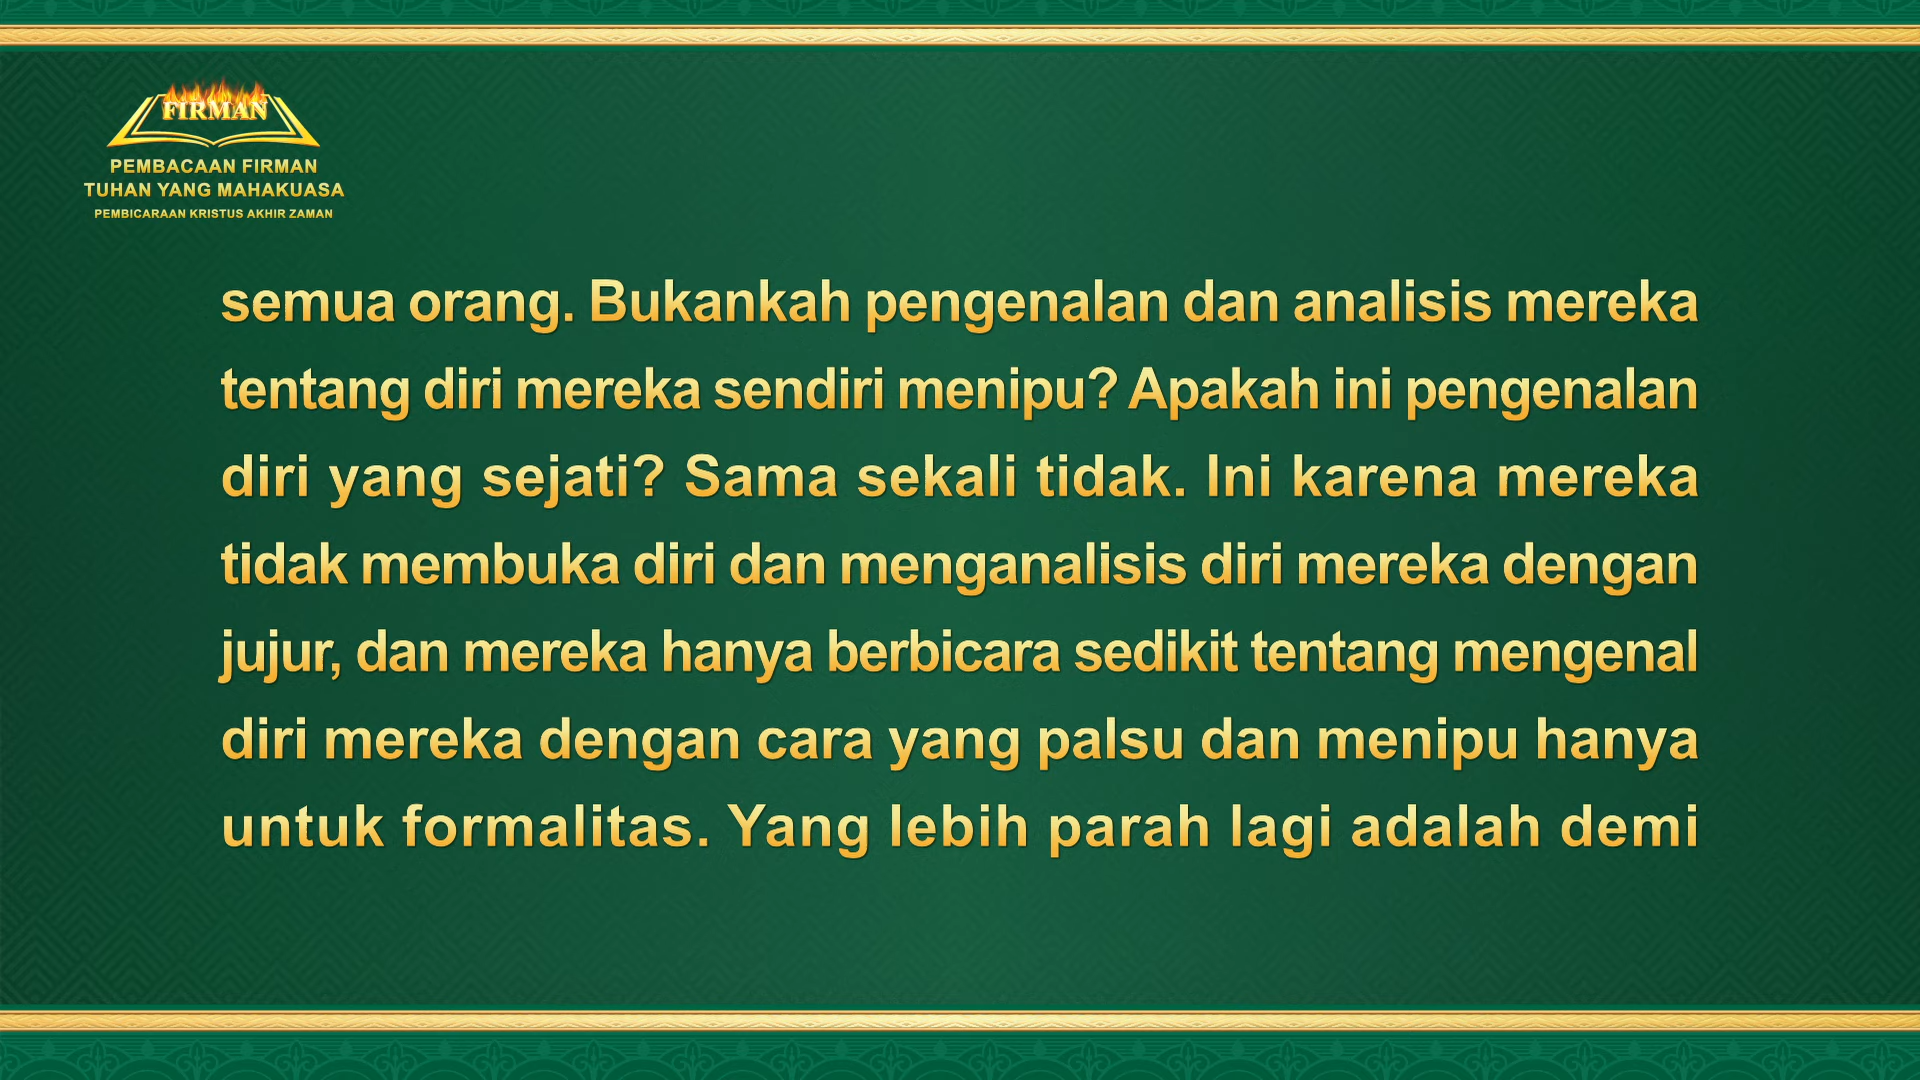 FIRMAN
PEMBACAAN FIRMAN
TUHAN YANG MAHAKUASA
PEMBICARAAN KRISTUS AKHIR ZAMAN
semua orang. Bukankah pengenalan dan analisis mereka
tentang diri mereka sendiri menipu? Apakah ini pengenalan
diri yang sejati? Sama sekali tidak. Ini karena mereka
tidak membuka diri dan menganalisis diri mereka dengan
jujur, dan mereka hanya berbicara sedikit tentang mengenal
diri mereka dengan cara yang palsu dan menipu hanya
untuk formalitas. Yang lebih parah lagi adalah demi